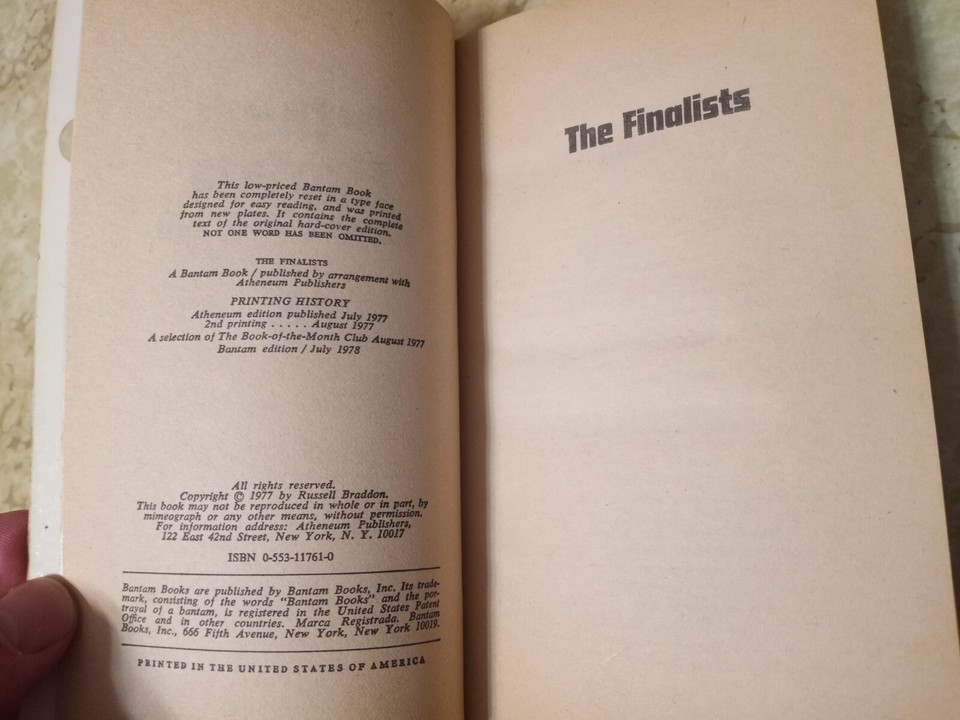 This low-priced Bantam Book
has been completely reset in a type face
designed for easy reading, and was printed
from new plates. It contains the complete
text of the original hard-cover edition.
NOT ONE WORD HAS BEEN OMITTED.
THE FINALISTS
A Bantam Book / published by arrangement with
Atheneum Publishers
PRINTING HISTORY
Atheneum edition published July 1977
2nd printing . . . . . August 1977
A selection of The Book-of-the-Month Club August 1977
Bantam edition / July 1978
All rights reserved.
Copyright © 1977 by Russell Braddon.
This book may not be reproduced in whole or in part, by
mimeograph or any other means, without permission.
For information address: Atheneum Publishers,
122 East 42nd Street, New York, N. Y. 10017
ISBN 0-553-11761-0
Bantam Books are published by Bantam Books, Inc. Its trade-
mark, consisting of the words "Bantam Books" and the por-
trayal of a bantam, is registered in the United States Patent
Office and in other countries. Marca Registrada. Bantam
Books, Inc., 666 Fifth Avenue, New York, New York 10019.
PRINTED IN THE UNITED STATES OF AMERICA
The Finalists